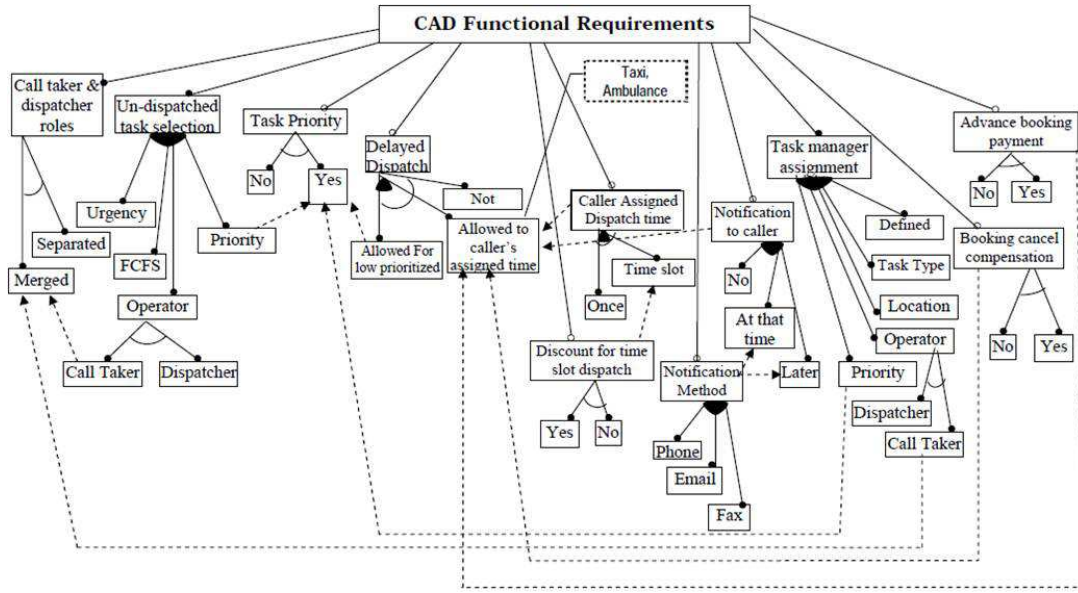 CAD Functional Requirements
Call taker &
dispatcher
roles
Un-dispatched
task selection
Task Priority
Taxi,
Ambulance
Delayed
Dispatch
Task manager
assignment
Advance booking
payment
No
Yes
Not
Caller Assigned
Dispatch time
Notification
to caller
No
Yes
Urgency
Priority
Allowed For
low prioritized
Allowed to
caller's
assigned time
Defined
Booking cancel
compensation
Separated
FCFS
Time slot
No
Task Type
Merged
Operator
Once
At that
time
Location
Operator
No
Yes
Call Taker
Dispatcher
Discount for time
slot dispatch
Notification
Method
Later
Priority
Yes
No
Dispatcher
Call Taker
Phone
Email
Fax